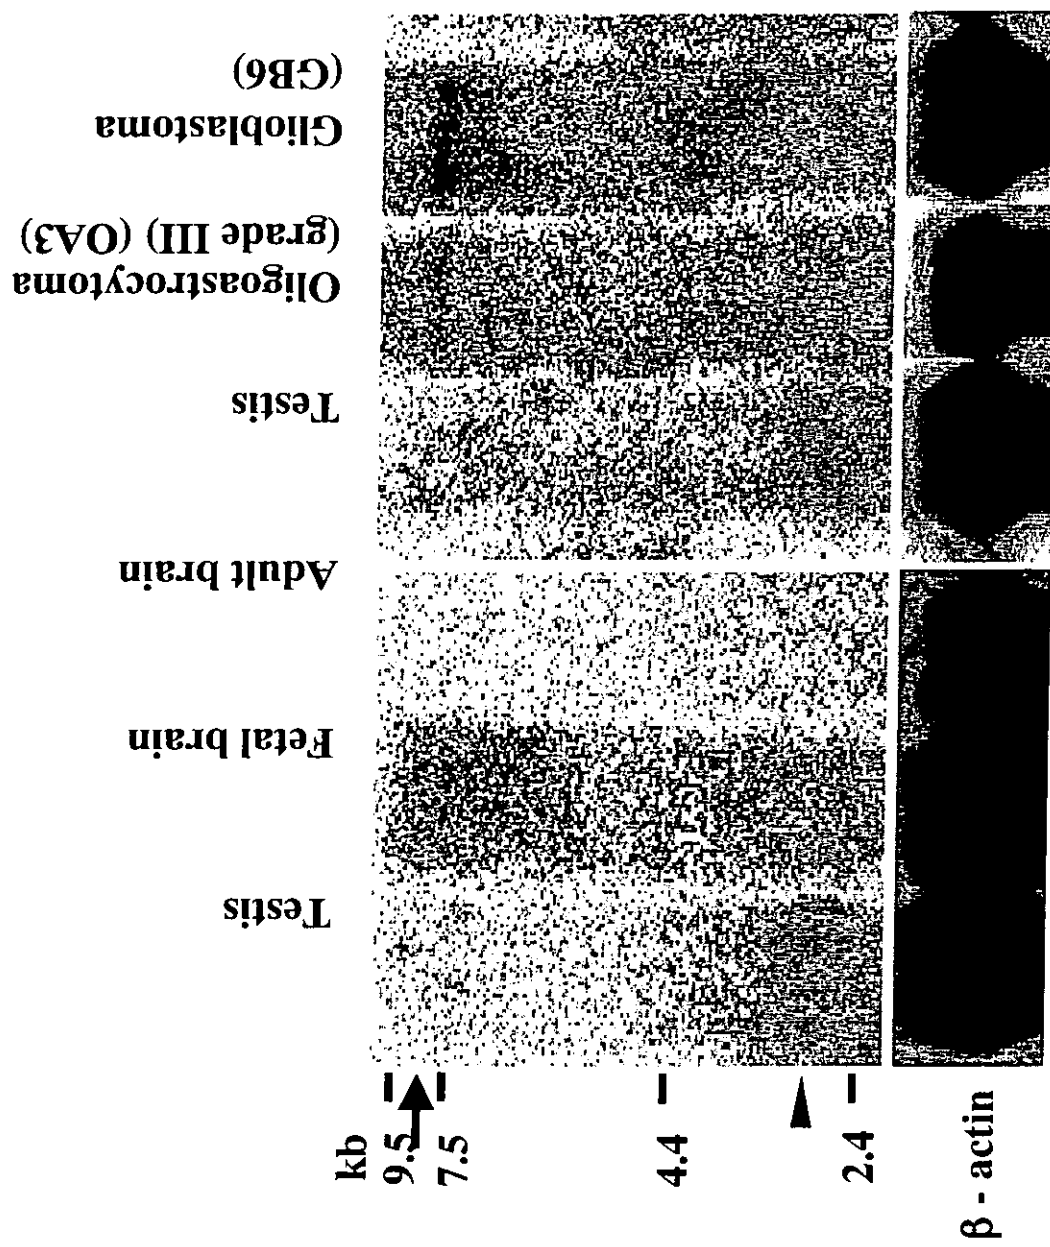 Glioblastoma
(GB6)
Oligoastrocytoma
(grade III) (OA3)
Testis
Adult brain
Fetal brain
Testis
kb
9.5
7.5
4.4
2.4
β - actin